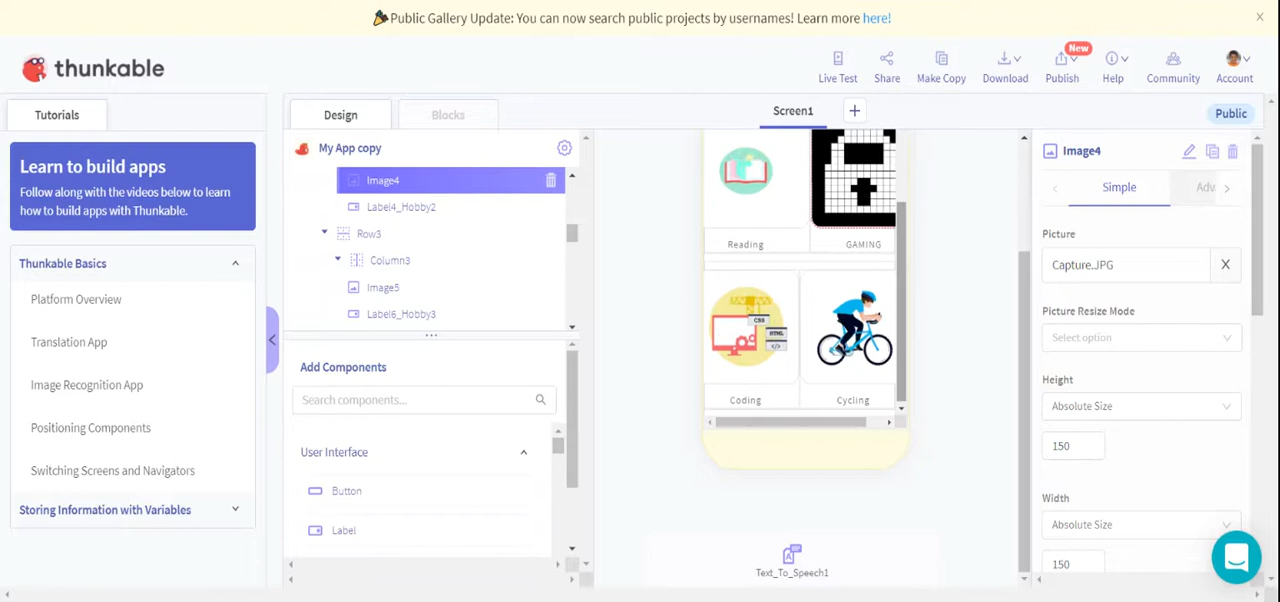 Public Gallery Update: You can now search public projects by usernames! Learn more here!
X
thunkable
Live Test
Share
Make Copy
Download
New
Publish
Help
Community
Account
Tutorials
Design
Blocks
Screen1
+
Public
Learn to build apps
Follow along with the videos below to learn
how to build apps with Thunkable.
Thunkable Basics
Platform Overview
Translation App
Image Recognition App
Positioning Components
Switching Screens and Navigators
Storing Information with Variables
My App copy
Image4
Label4_Hobby2
Row3
Column3
Image5
Label6_Hobby3
Add Components
Search components...
User Interface
Button
Label
Reading
GAMING
CSS
HTML
</>
Coding
Cycling
Text_To_Speech1
Image4
Simple
Adv
Picture
Capture.JPG
X
Picture Resize Mode
Select option
Height
Absolute Size
150
Width
Absolute Size
150